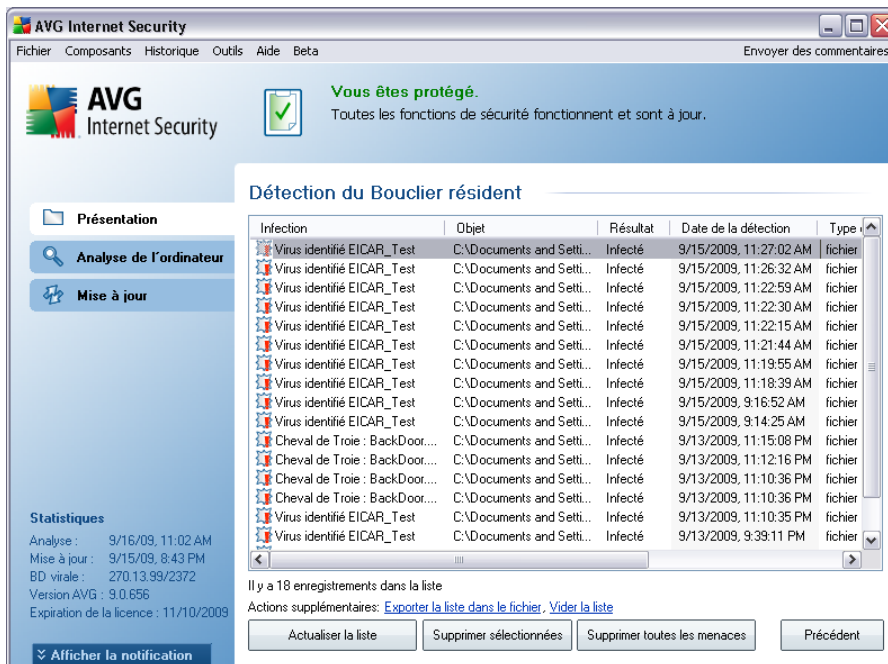 AVG Internet Security
Fichier Composants Historique Outils Aide Beta Envoyer des commentaires
AVG
Internet Security
Vous êtes protégé.
Toutes les fonctions de sécurité fonctionnent et sont à jour.
Présentation
Analyse de l'ordinateur
Mise à jour
Détection du Bouclier résident
Infection Objet Résultat Date de la détection Type
Virus identifié EICAR_Test C:\Documents and Setti... Infecté 9/15/2009, 11:27:02 AM fichier
Virus identifié EICAR_Test C:\Documents and Setti... Infecté 9/15/2009, 11:26:32 AM fichier
Virus identifié EICAR_Test C:\Documents and Setti... Infecté 9/15/2009, 11:22:59 AM fichier
Virus identifié EICAR_Test C:\Documents and Setti... Infecté 9/15/2009, 11:22:30 AM fichier
Virus identifié EICAR_Test C:\Documents and Setti... Infecté 9/15/2009, 11:22:15 AM fichier
Virus identifié EICAR_Test C:\Documents and Setti... Infecté 9/15/2009, 11:21:44 AM fichier
Virus identifié EICAR_Test C:\Documents and Setti... Infecté 9/15/2009, 11:19:55 AM fichier
Virus identifié EICAR_Test C:\Documents and Setti... Infecté 9/15/2009, 11:18:39 AM fichier
Virus identifié EICAR_Test C:\Documents and Setti... Infecté 9/15/2009, 9:16:52 AM fichier
Virus identifié EICAR_Test C:\Documents and Setti... Infecté 9/15/2009, 9:14:25 AM fichier
Cheval de Troie : BackDoor.... C:\Documents and Setti... Infecté 9/13/2009, 11:15:08 PM fichier
Cheval de Troie : BackDoor.... C:\Documents and Setti... Infecté 9/13/2009, 11:12:16 PM fichier
Cheval de Troie : BackDoor.... C:\Documents and Setti... Infecté 9/13/2009, 11:10:36 PM fichier
Cheval de Troie : BackDoor.... C:\Documents and Setti... Infecté 9/13/2009, 11:10:36 PM fichier
Virus identifié EICAR_Test C:\Documents and Setti... Infecté 9/13/2009, 11:10:35 PM fichier
Virus identifié EICAR_Test C:\Documents and Setti... Infecté 9/13/2009, 9:39:11 PM fichier
Il y a 18 enregistrements dans la liste
Actions supplémentaires: Exporter la liste dans le fichier, Vider la liste
Actualiser la liste Supprimer sélectionnées Supprimer toutes les menaces Précédent
Statistiques
Analyse : 9/16/09, 11:02 AM
Mise à jour : 9/15/09, 8:43 PM
BD virale : 270.13.99/2372
Version AVG : 9.0.656
Expiration de la licence : 11/10/2009
Afficher la notification